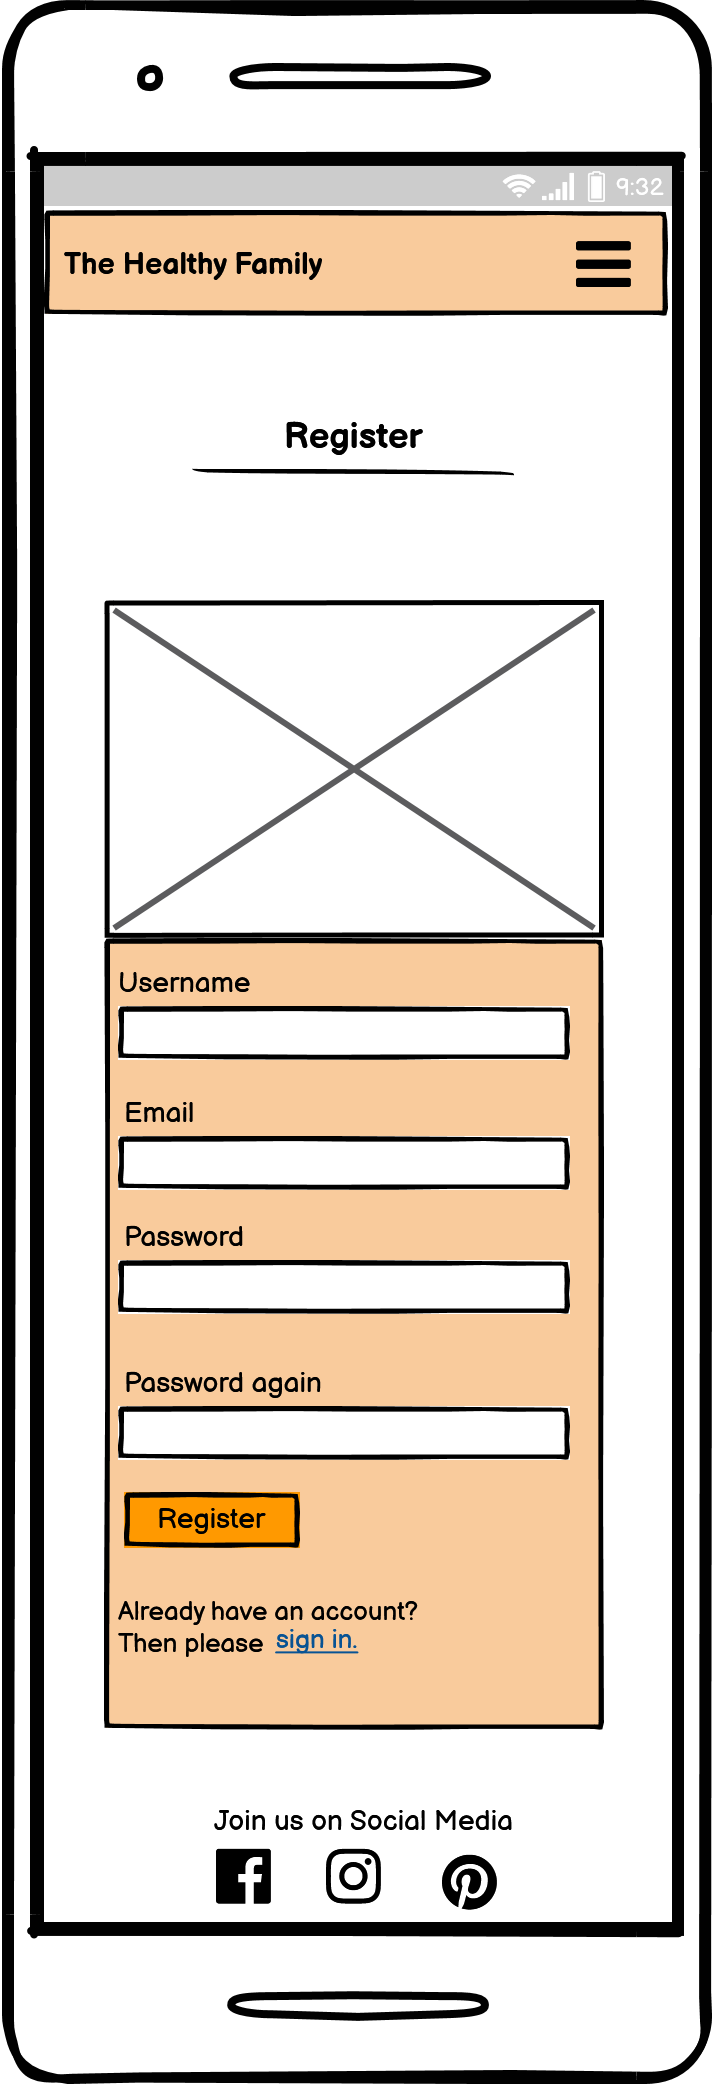 9:32
The Healthy Family
Register
Username
Email
Password
Password again
Register
Already have an account?
Then please sign in.
Join us on Social Media